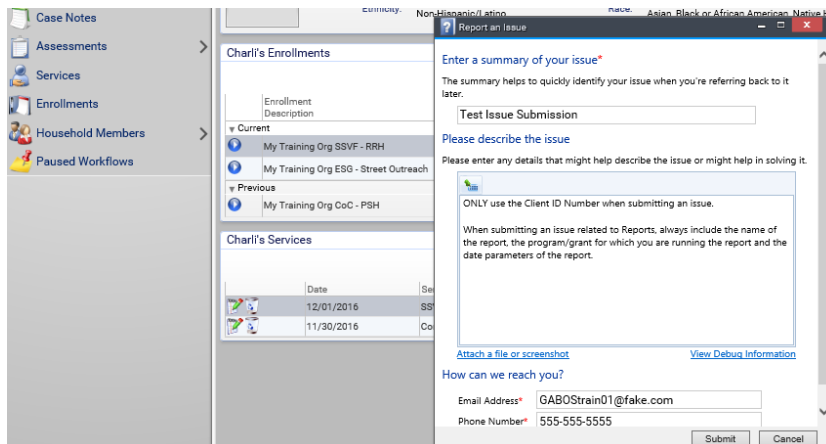 Case Notes
Assessments
Services
Enrollments
Household Members
Paused Workflows
Ethnicity: Non-Hispanic/Latino Race: Asian, Black or African American, Native
Charli's Enrollments
Enrollment
Description
Current
My Training Org SSVF - RRH
My Training Org ESG - Street Outreach
Previous
My Training Org CoC - PSH
Charli's Services
Date
12/01/2016
11/30/2016
Report an Issue
Enter a summary of your issue*
The summary helps to quickly identify your issue when you're referring back to it
later.
Test Issue Submission
Please describe the issue
Please enter any details that might help describe the issue or might help in solving it.
ONLY use the Client ID Number when submitting an issue.
When submitting an issue related to Reports, always include the name of
the report, the program/grant for which you are running the report and the
date parameters of the report.
Attach a file or screenshot View Debug Information
How can we reach you?
Email Address* GABOStrain01@fake.com
Phone Number* 555-555-5555
Submit Cancel